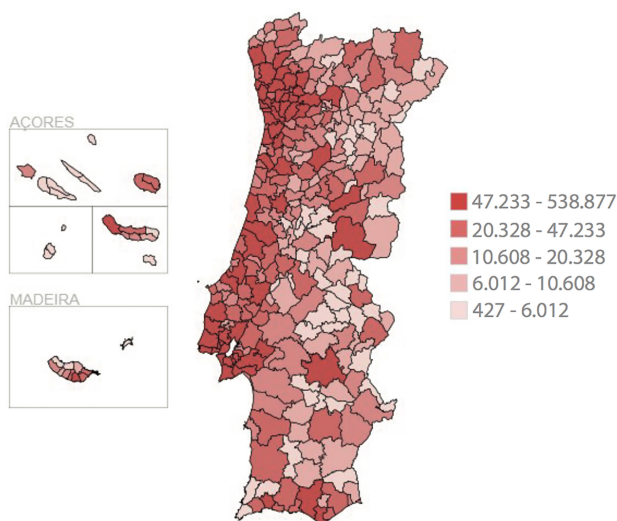 AÇORES
MADEIRA
47.233 - 538.877
20.328 - 47.233
10.608 - 20.328
6.012 - 10.608
427 - 6.012